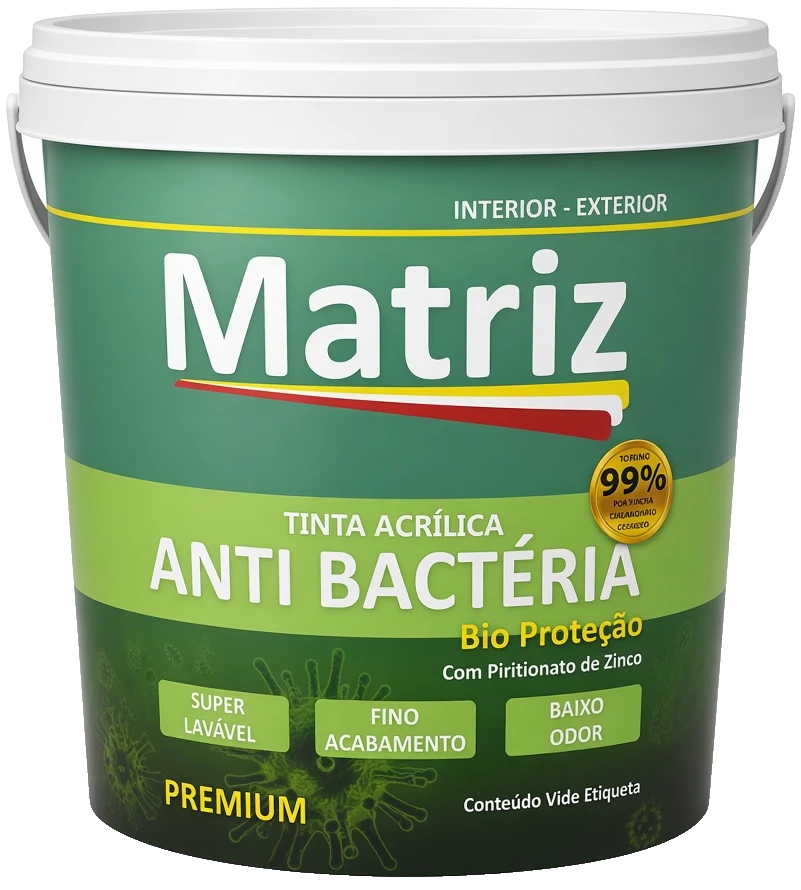 INTERIOR - EXTERIOR
Matriz
99%
TINTA ACRÍLICA
ANTI BACTÉRIA
Bio Proteção
Com Piritionato de Zinco
SUPER
LAVÁVEL
FINO
ACABAMENTO
BAIXO
ODOR
PREMIUM
Conteúdo Vide Etiqueta